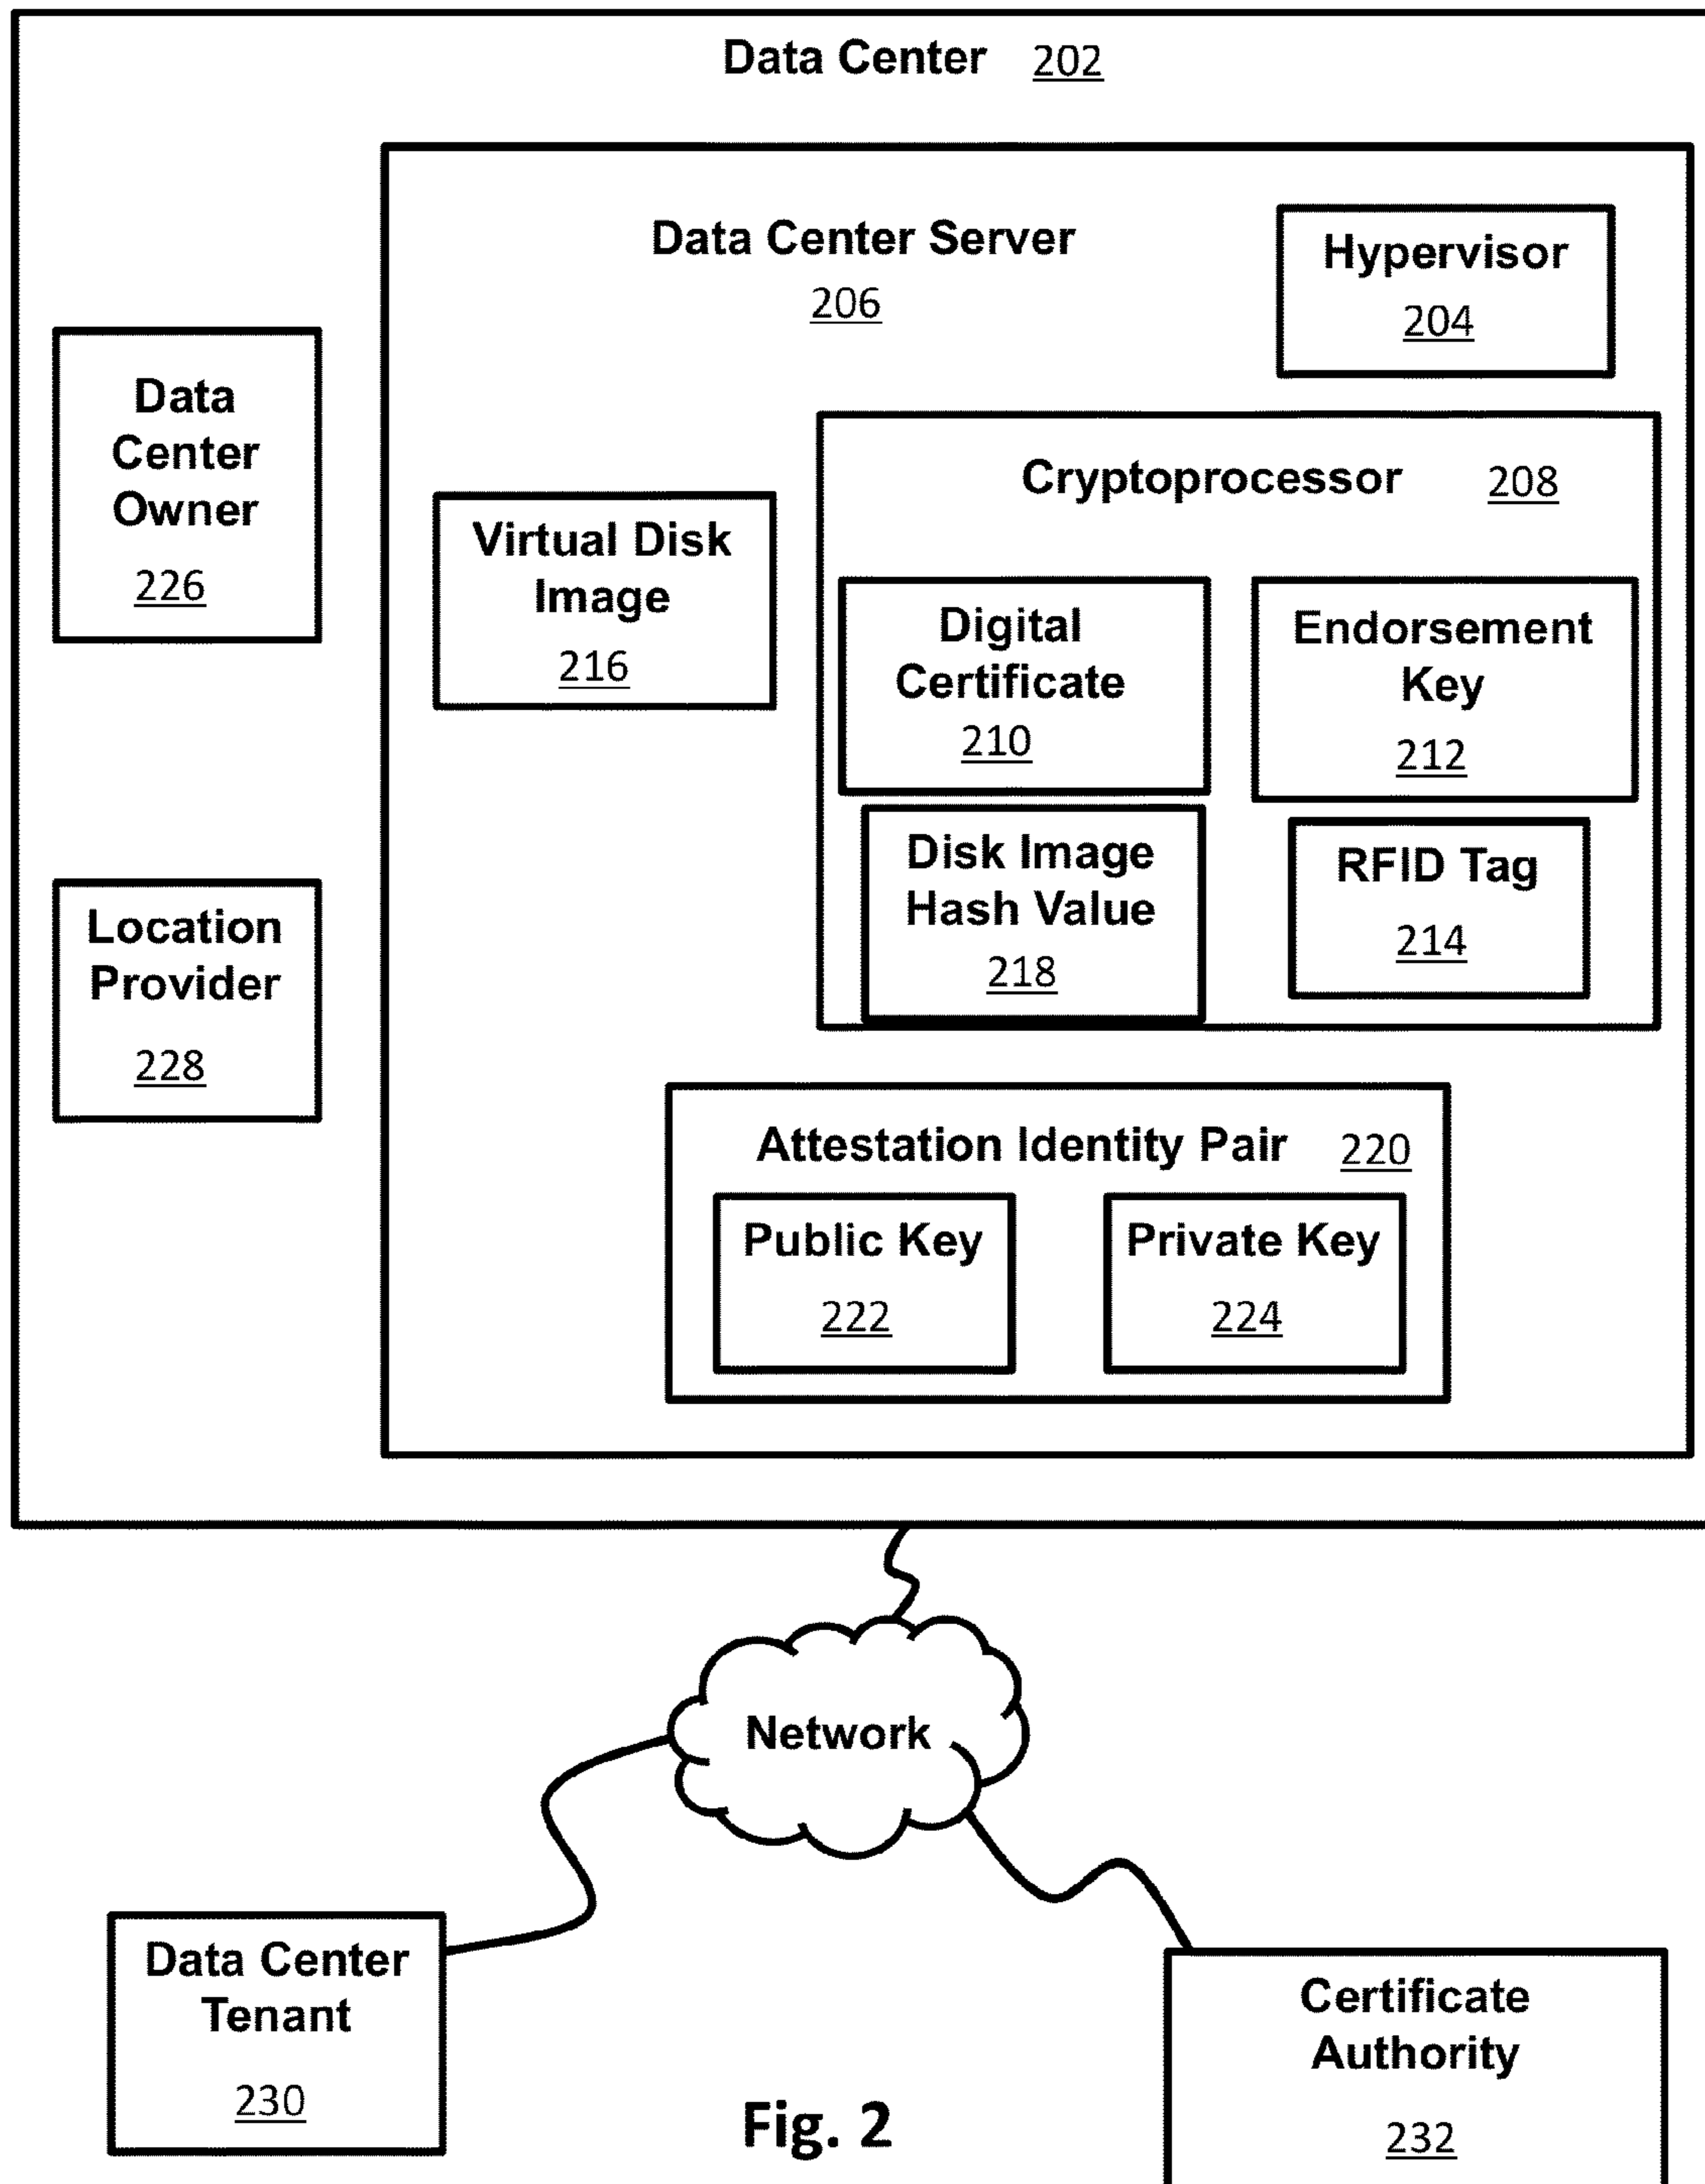 Data Center 202
Data Center Server
206
Hypervisor
204
Data
Center
Owner
226
Virtual Disk
Image
216
Cryptoprocessor 208
Digital
Certificate
210
Endorsement
Key
212
Disk Image
Hash Value
218
RFID Tag
214
Location
Provider
228
Attestation Identity Pair 220
Public Key
222
Private Key
224
Network
Data Center
Tenant
230
Certificate
Authority
232
Fig. 2